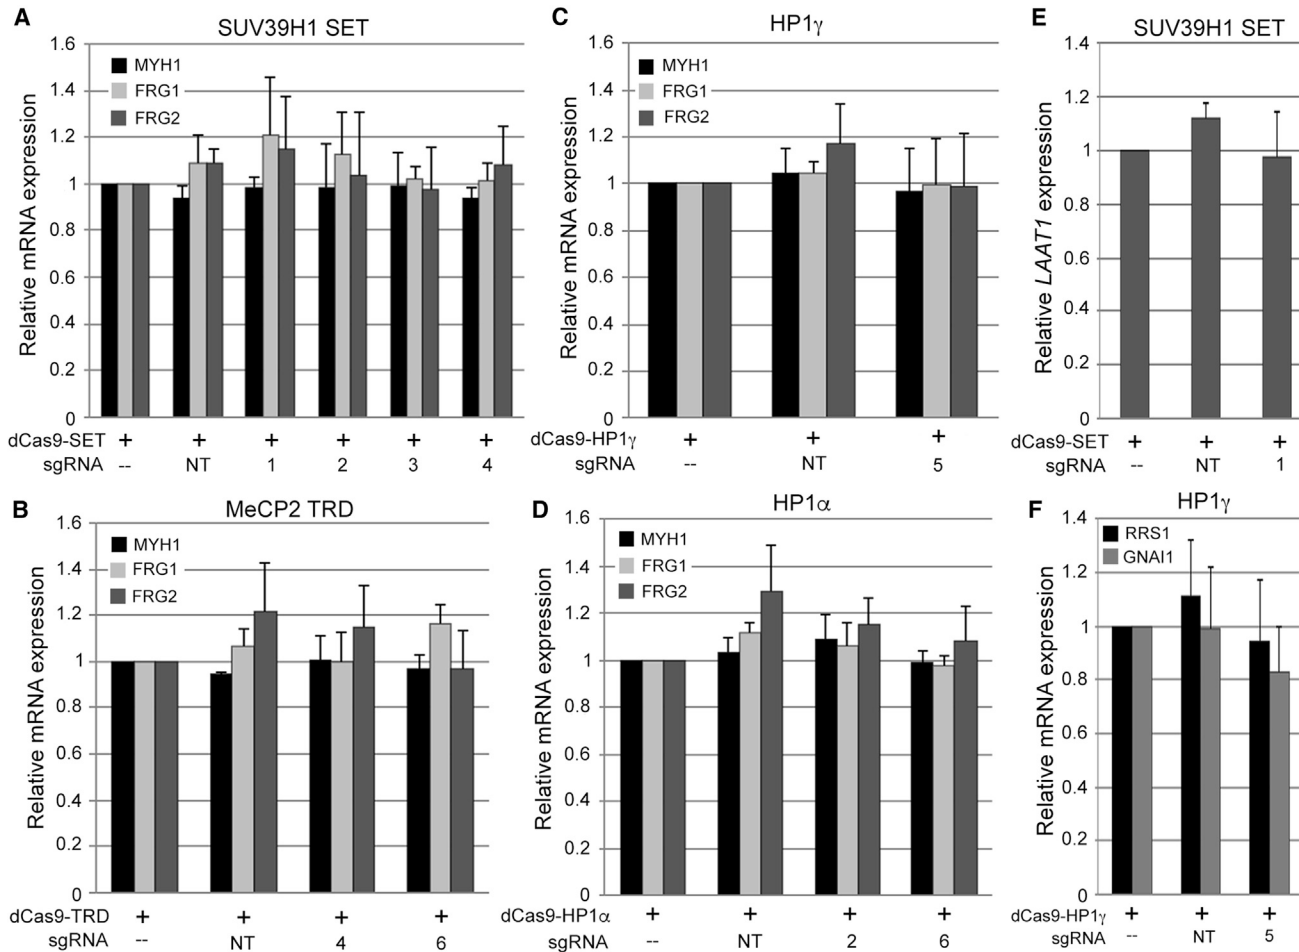 A
SUV39H1 SET
Relative mRNA expression
1.6
1.4
1.2
1
0.8
0.6
0.4
0.2
0
MYH1
FRG1
FRG2
dCas9-SET + + + + + +
sgRNA -- NT 1 2 3 4
C
HP1γ
Relative mRNA expression
1.6
1.4
1.2
1
0.8
0.6
0.4
0.2
0
MYH1
FRG1
FRG2
dCas9-HP1γ + + +
sgRNA -- NT 5
E
SUV39H1 SET
Relative LAAT1 expression
1.4
1.2
1
0.8
0.6
0.4
0.2
0
dCas9-SET + + +
sgRNA -- NT 1
B
MeCP2 TRD
Relative mRNA expression
1.6
1.4
1.2
1
0.8
0.6
0.4
0.2
0
MYH1
FRG1
FRG2
dCas9-TRD + + + +
sgRNA -- NT 4 6
D
HP1α
Relative mRNA expression
1.6
1.4
1.2
1
0.8
0.6
0.4
0.2
0
MYH1
FRG1
FRG2
dCas9-HP1α + + + +
sgRNA -- NT 2 6
F
HP1γ
Relative mRNA expression
1.4
1.2
1
0.8
0.6
0.4
0.2
0
RRS1
GNAI1
dCas9-HP1γ + + +
sgRNA -- NT 5